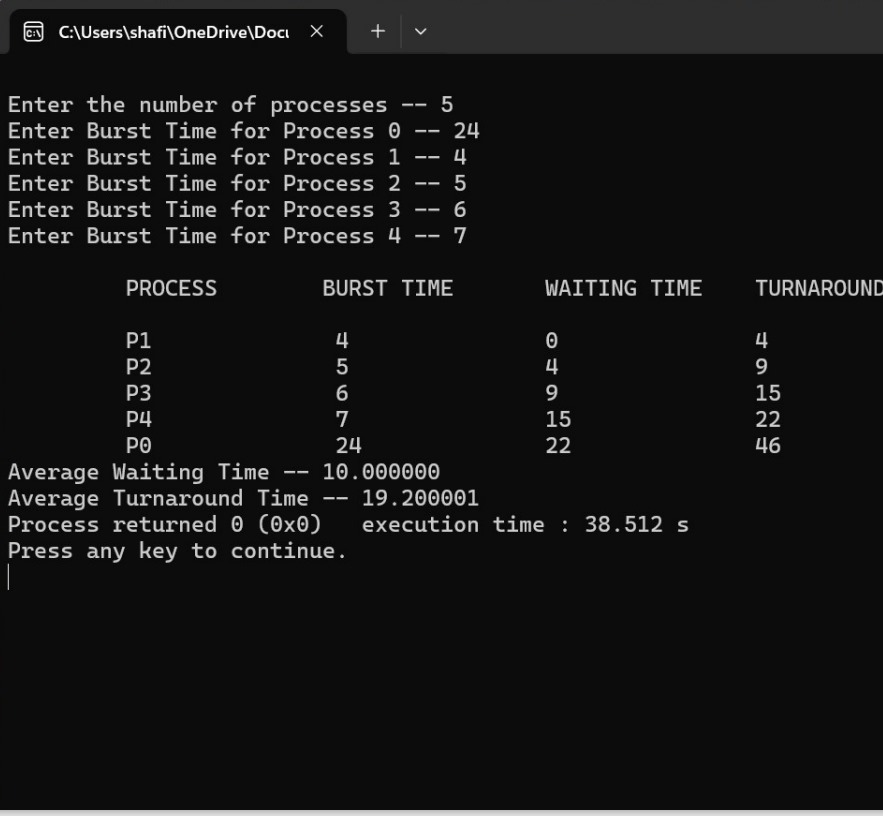 C:\Users\shafi\OneDrive\Docu
Enter the number of processes -- 5
Enter Burst Time for Process 0 -- 24
Enter Burst Time for Process 1 -- 4
Enter Burst Time for Process 2 -- 5
Enter Burst Time for Process 3 -- 6
Enter Burst Time for Process 4 -- 7
PROCESS BURST TIME WAITING TIME TURNAROUND
P1 4 0 4
P2 5 4 9
P3 6 9 15
P4 7 15 22
P0 24 22 46
Average Waiting Time -- 10.000000
Average Turnaround Time -- 19.200001
Process returned 0 (0x0) execution time : 38.512 s
Press any key to continue.